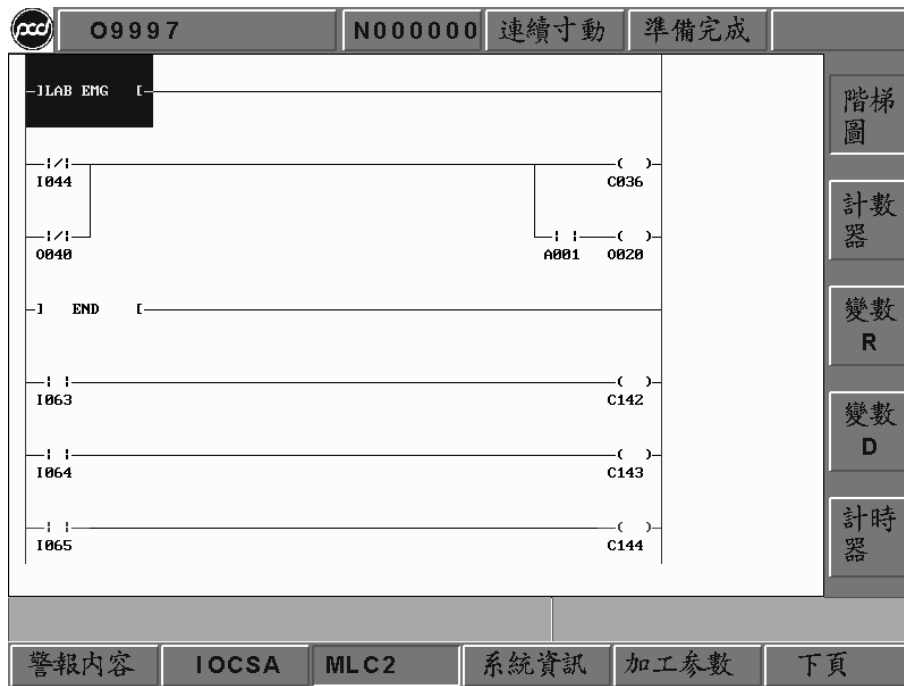 pcd O9997 N000000 連續寸動 準備完成
-]LAB EMG [-
I044 C036
O040 A001 O020
-] END [-
I063 C142
I064 C143
I065 C144
階梯
圖
計數
器
變數
R
變數
D
計時
器
警報內容 IOCSA MLC2 系統資訊 加工參數 下頁